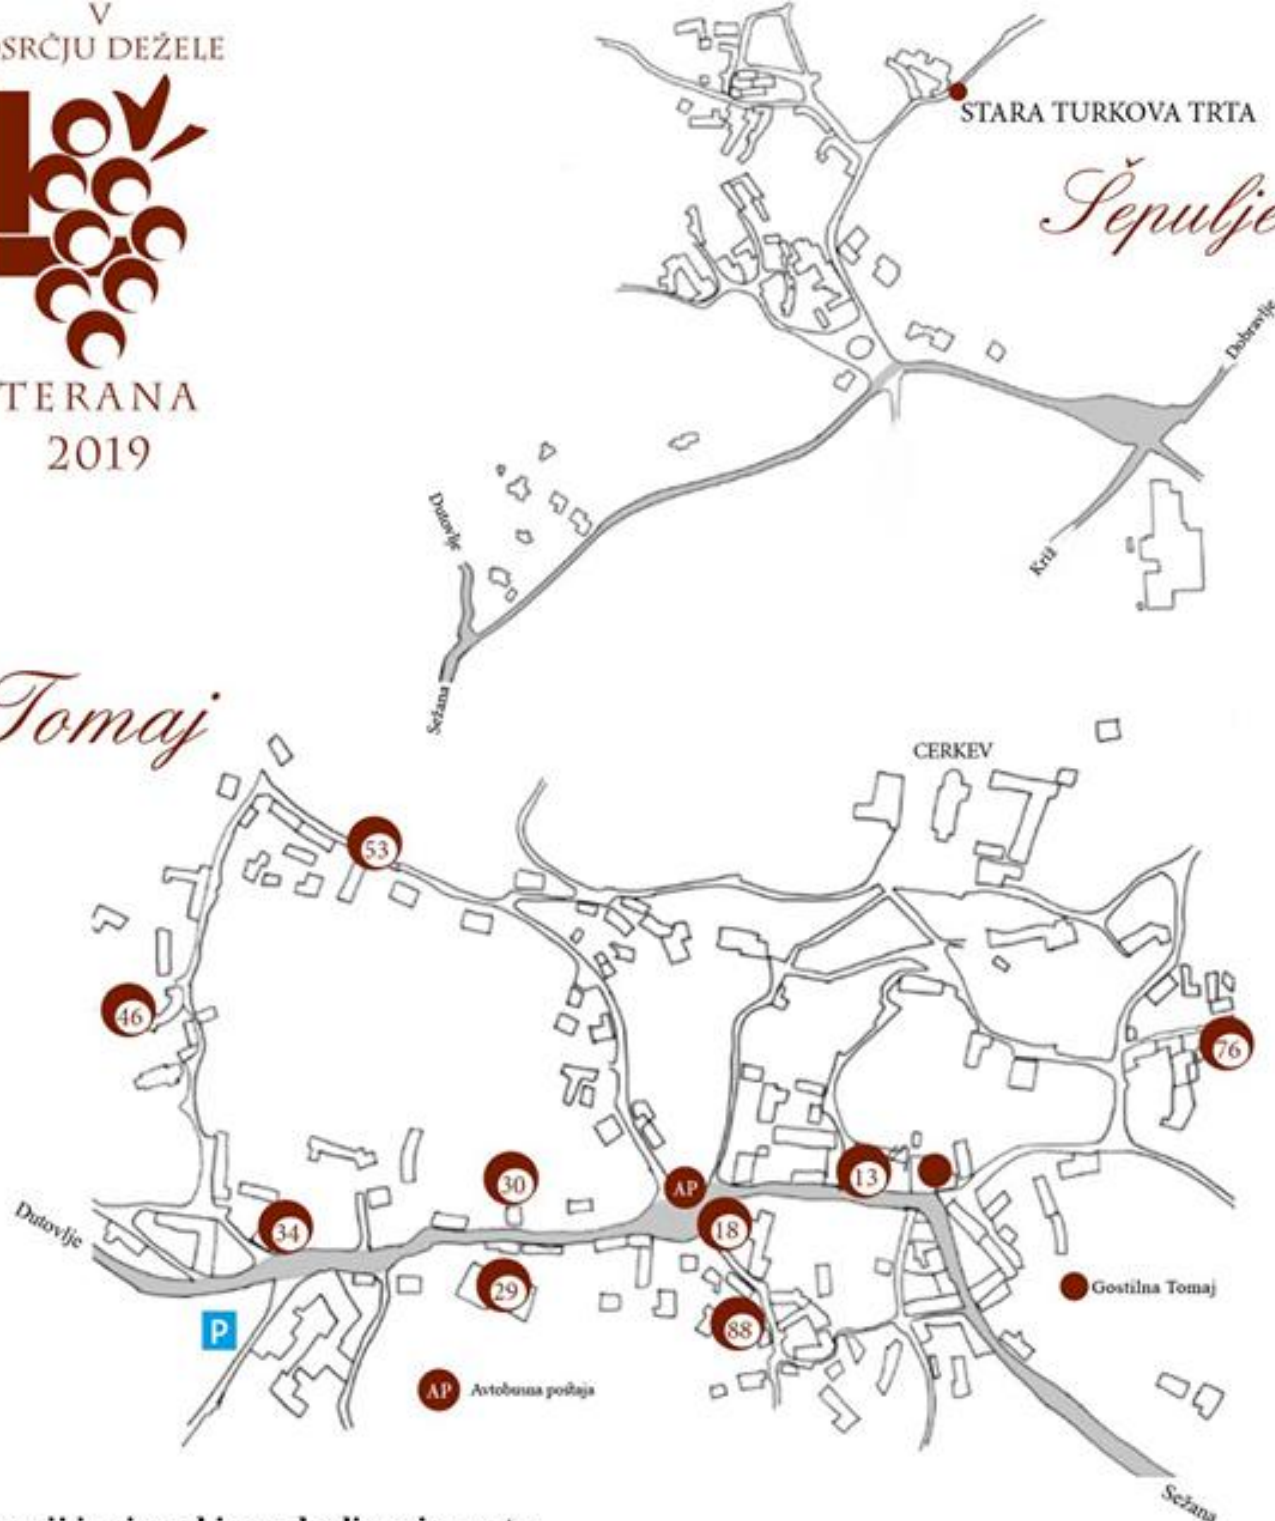 V
SRČJU DEŽELE
TERANA
2019
STARA TURKOVA TRTA
Šepulje
Dobravlje
Dutovlje
Križ
Sežana
Tomaj
CERKEV
53
46
76
30
AP
13
34
18
Dutovlje
29
Gostilna Tomaj
P
88
AP Avtobusna poštaja
Sežana